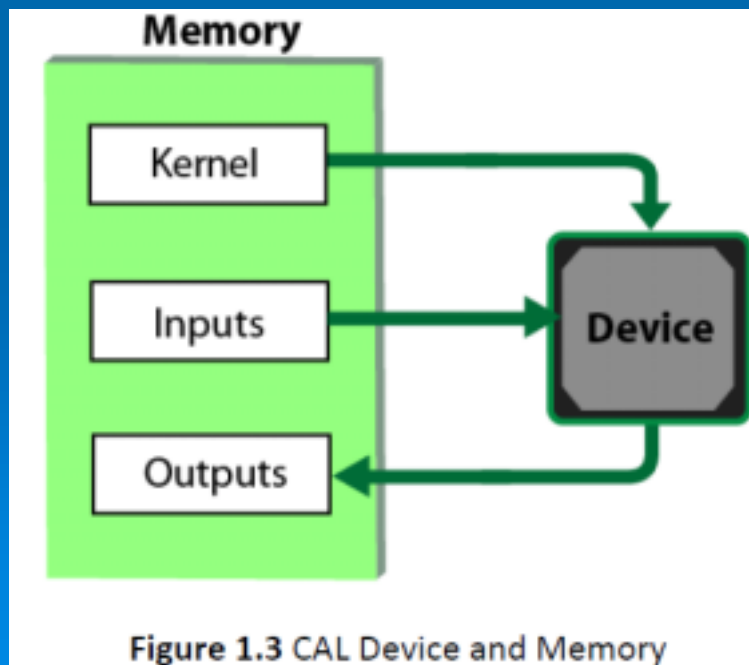 Memory
Kernel
Inputs
Device
Outputs
Figure 1.3 CAL Device and Memory